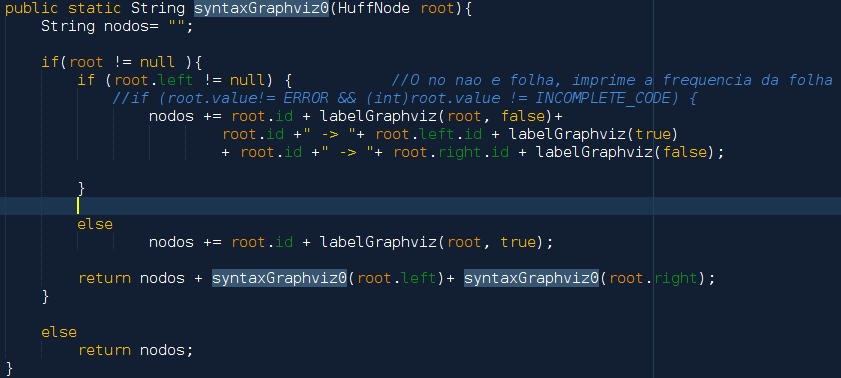 public static String syntaxGraphviz0(HuffNode root){
String nodos= "";
if(root != null ){
if (root.left != null) { //O no nao e folha, imprime a frequencia da folha
//if (root.value!= ERROR && (int)root.value != INCOMPLETE_CODE) {
nodos += root.id + labelGraphviz(root, false)+
root.id +" -> "+ root.left.id + labelGraphviz(true)
+ root.id +" -> "+ root.right.id + labelGraphviz(false);
}
else
nodos += root.id + labelGraphviz(root, true);
return nodos + syntaxGraphviz0(root.left)+ syntaxGraphviz0(root.right);
}
else
return nodos;
}